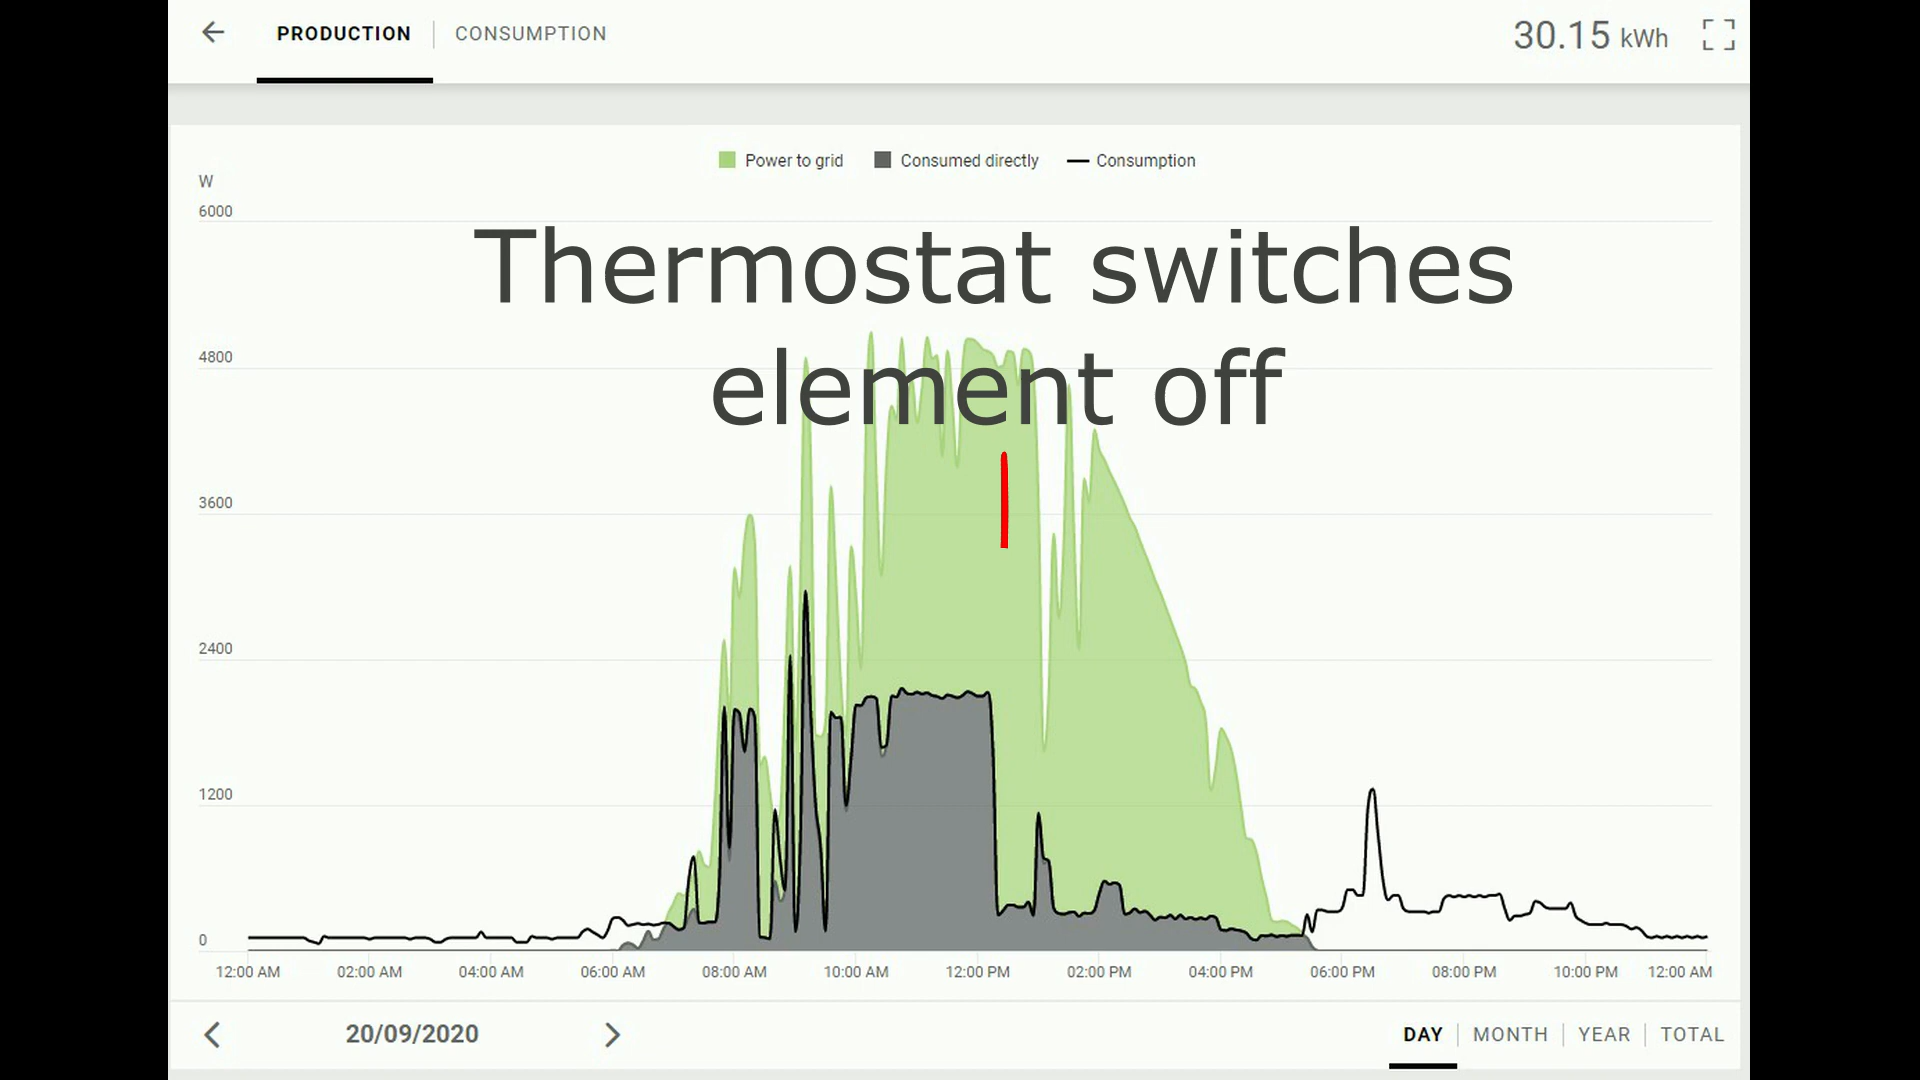 PRODUCTION CONSUMPTION 30.15 kWh
Power to grid Consumed directly Consumption
W
6000
Thermostat switches
element off
4800
3600
2400
1200
0
12:00 AM 02:00 AM 04:00 AM 06:00 AM 08:00 AM 10:00 AM 12:00 PM 02:00 PM 04:00 PM 06:00 PM 08:00 PM 10:00 PM 12:00 AM
20/09/2020 DAY MONTH YEAR TOTAL